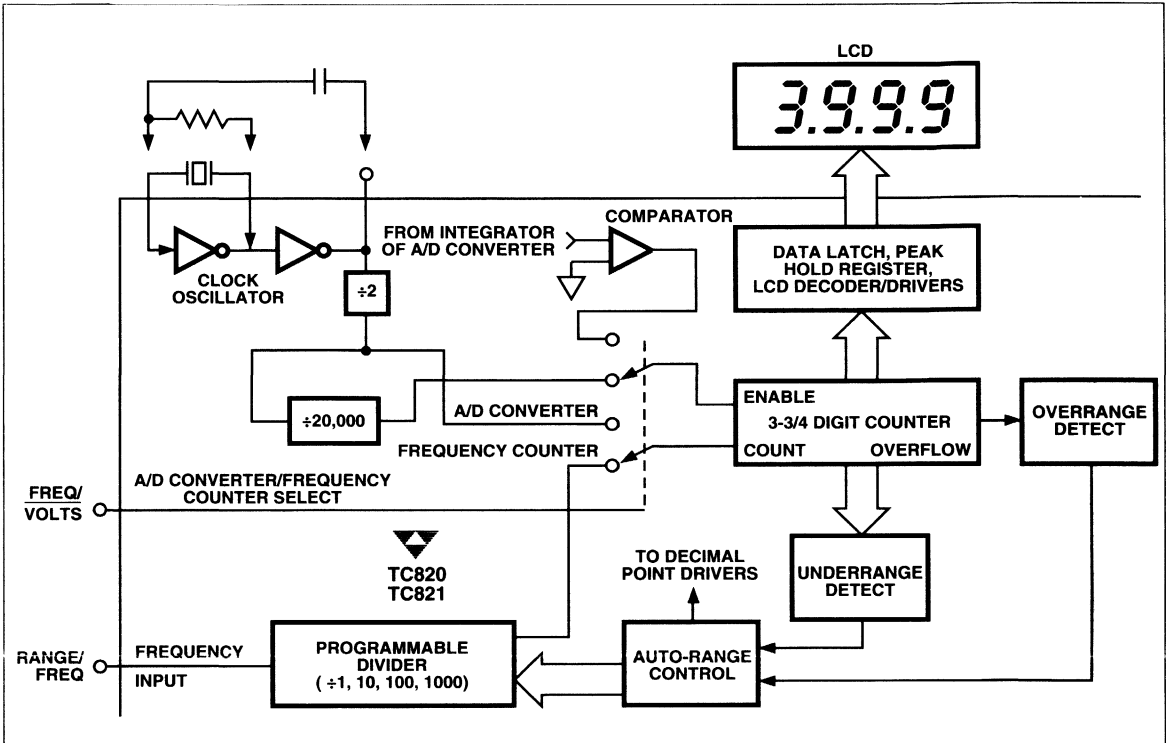 LCD
3.9.9.9
FROM INTEGRATOR
OF A/D CONVERTER
COMPARATOR
CLOCK
OSCILLATOR
÷2
DATA LATCH, PEAK
HOLD REGISTER,
LCD DECODER/DRIVERS
÷20,000
A/D CONVERTER
FREQUENCY COUNTER
ENABLE
3-3/4 DIGIT COUNTER
COUNT OVERFLOW
OVERRANGE
DETECT
A/D CONVERTER/FREQUENCY
COUNTER SELECT
FREQ/
VOLTS
TC820
TC821
TO DECIMAL
POINT DRIVERS
UNDERRANGE
DETECT
RANGE/
FREQ
FREQUENCY
INPUT
PROGRAMMABLE
DIVIDER
( ÷1, 10, 100, 1000)
AUTO-RANGE
CONTROL